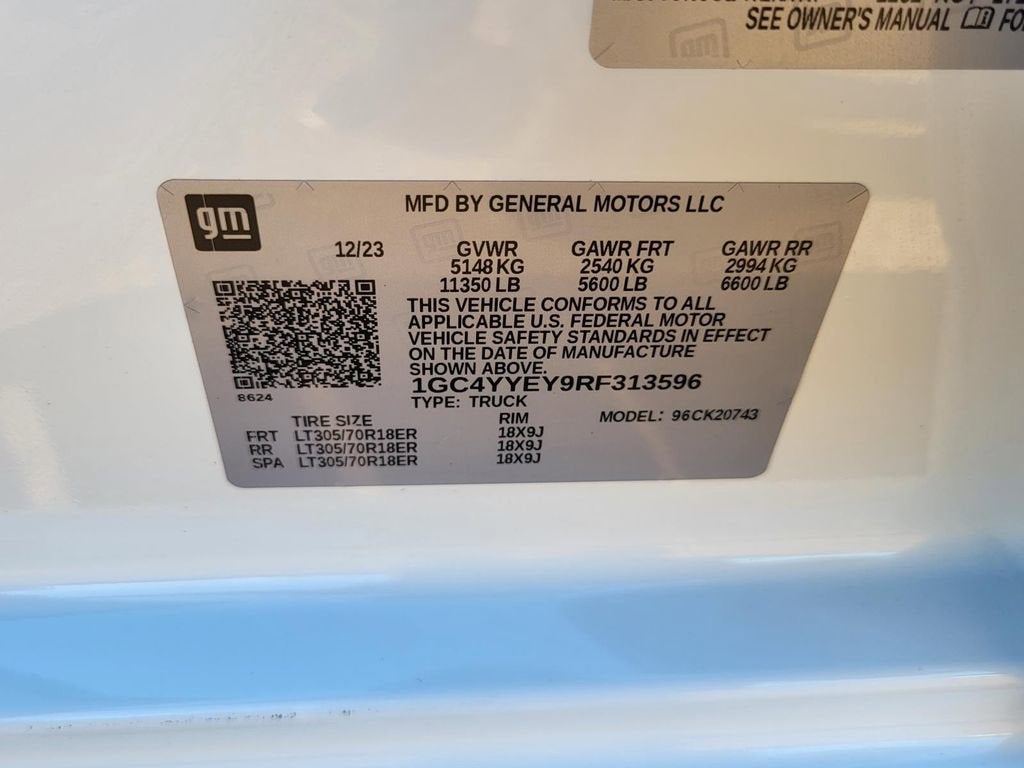 SEE OWNER'S MANUAL
gm
MFD BY GENERAL MOTORS LLC
12/23 GVWR GAWR FRT GAWR RR
5148 KG 2540 KG 2994 KG
11350 LB 5600 LB 6600 LB
THIS VEHICLE CONFORMS TO ALL
APPLICABLE U.S. FEDERAL MOTOR
VEHICLE SAFETY STANDARDS IN EFFECT
ON THE DATE OF MANUFACTURE
SHOWN ABOVE.
1GC4YYEY9RF313596
8624
TYPE: TRUCK
TIRE SIZE RIM MODEL: 96CK20743
FRT LT305/70R18ER 18X9J
RR LT305/70R18ER 18X9J
SPA LT305/70R18ER 18X9J